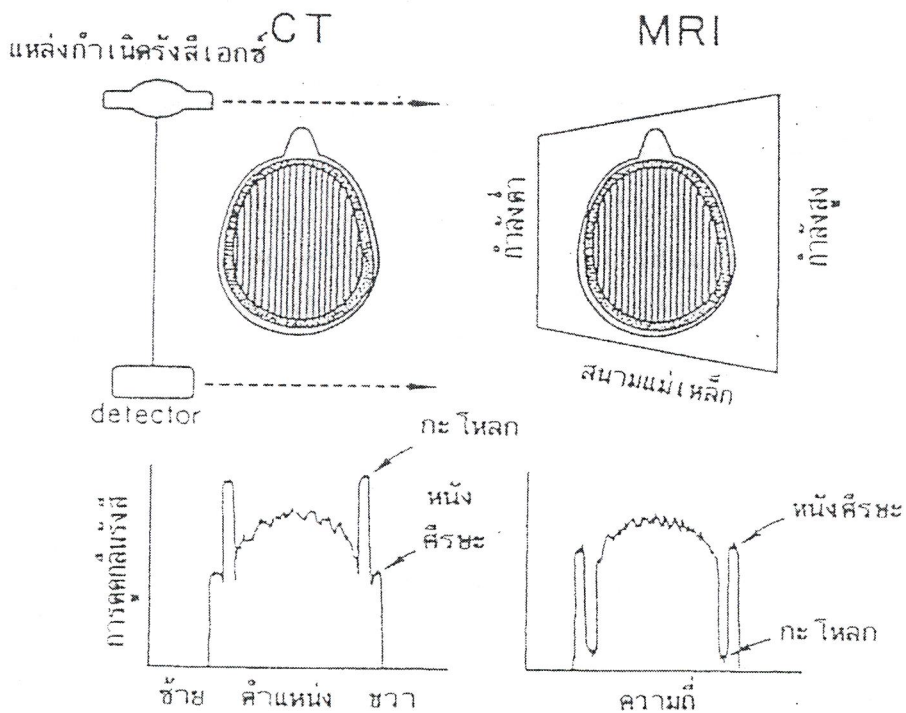 CT
MRI
แหล่งกำเนิดรังสีเอกซ์
กำลังต่ำ
กำลังสูง
สนามแม่เหล็ก
detector
กะโหลก
หนัง
ศีรษะ
การดูดกลืนรังสี
ซ้าย ตำแหน่ง ขวา
หนังศีรษะ
กะโหลก
ความถี่